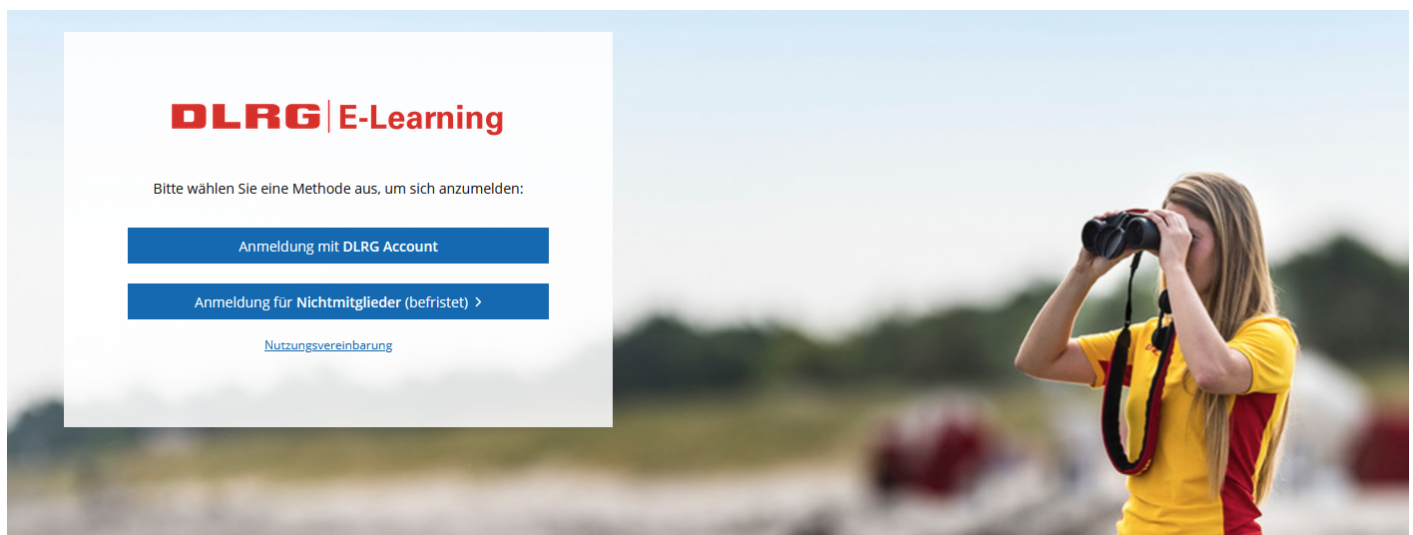 DLRG E-Learning
Bitte wählen Sie eine Methode aus, um sich anzumelden:
Anmeldung mit DLRG Account
Anmeldung für Nichtmitglieder (befristet) >
Nutzungsvereinbarung